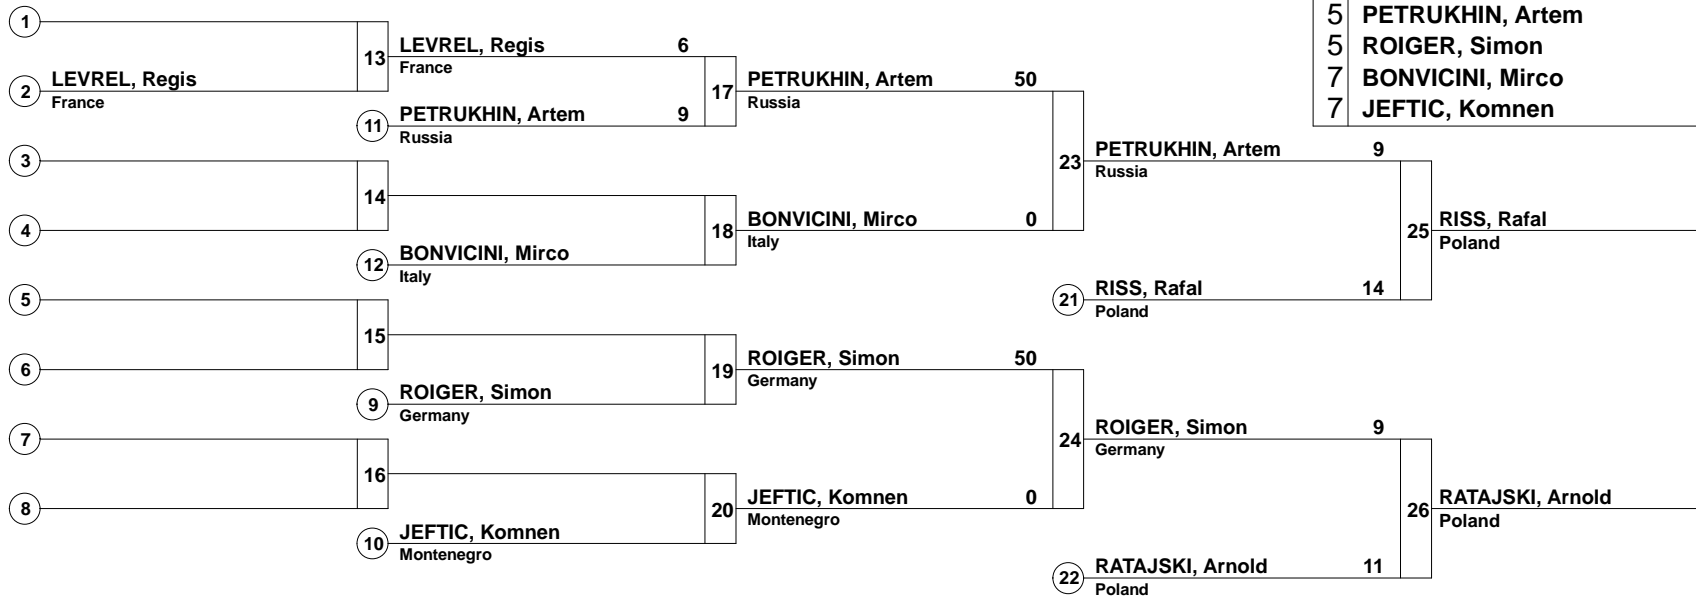 1
5 PETRUKHIN, Artem
5 ROIGER, Simon
7 BONVICINI, Mirco
7 JEFTIC, Komnen
13 LEVREL, Regis 6
France
2 LEVREL, Regis
France
17 PETRUKHIN, Artem 50
Russia
11 PETRUKHIN, Artem 9
Russia
3
23 PETRUKHIN, Artem 9
Russia
14
4
18 BONVICINI, Mirco 0
Italy
25 RISS, Rafal
Poland
12 BONVICINI, Mirco
Italy
5
21 RISS, Rafal 14
Poland
15
6
19 ROIGER, Simon 50
Germany
9 ROIGER, Simon
Germany
7
24 ROIGER, Simon 9
Germany
16
8
20 JEFTIC, Komnen 0
Montenegro
26 RATAJSKI, Arnold
Poland
10 JEFTIC, Komnen
Montenegro
22 RATAJSKI, Arnold 11
Poland